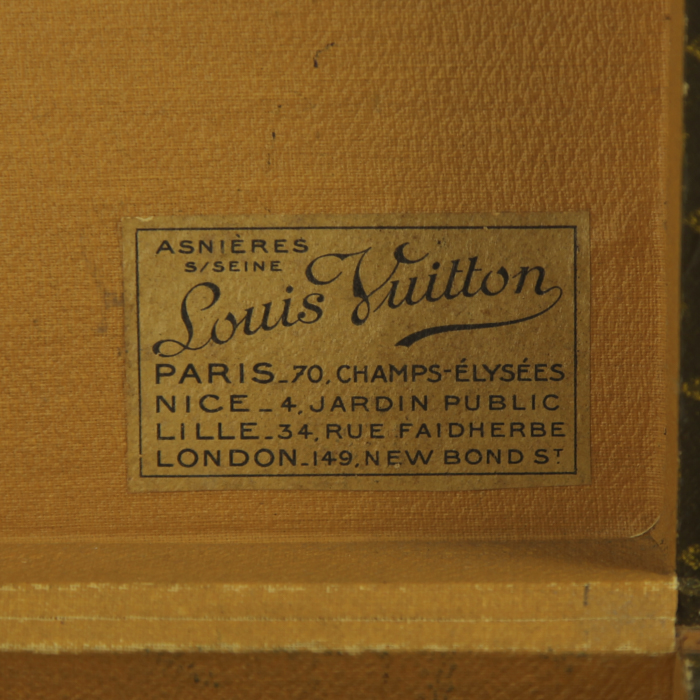 ASNIÈRES
S/SEINE
Louis Vuitton
PARIS_70, CHAMPS-ÉLYSÉES
NICE_4, JARDIN PUBLIC
LILLE_34, RUE FAIDHERBE
LONDON_149, NEW BOND ST